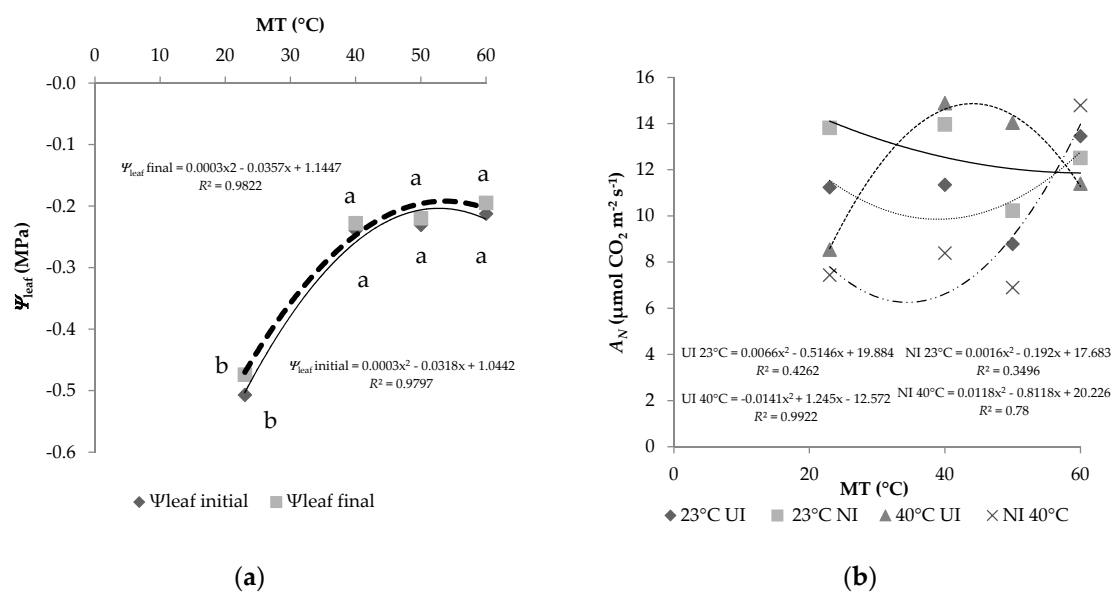 MT (°C)
0 10 20 30 40 50 60
-0.0
-0.1
-0.2
-0.3
-0.4
-0.5
-0.6
Ψleaf (MPa)
Ψleaf final = 0.0003x2 - 0.0357x + 1.1447
R² = 0.9822
a a a
a a a
b
b
Ψleaf initial = 0.0003x² - 0.0318x + 1.0442
R² = 0.9797
Ψleaf initial Ψleaf final
(a)
16
14
12
10
8
6
4
2
0
A_N (μmol CO₂ m⁻² s⁻¹)
UI 23°C = 0.0066x² - 0.5146x + 19.884
R² = 0.4262
NI 23°C = 0.0016x² - 0.192x + 17.683
R² = 0.3496
UI 40°C = -0.0141x² + 1.245x - 12.572
R² = 0.9922
NI 40°C = 0.0118x² - 0.8118x + 20.226
R² = 0.78
0 20 40 60
MT (°C)
23°C UI 23°C NI 40°C UI NI 40°C
(b)